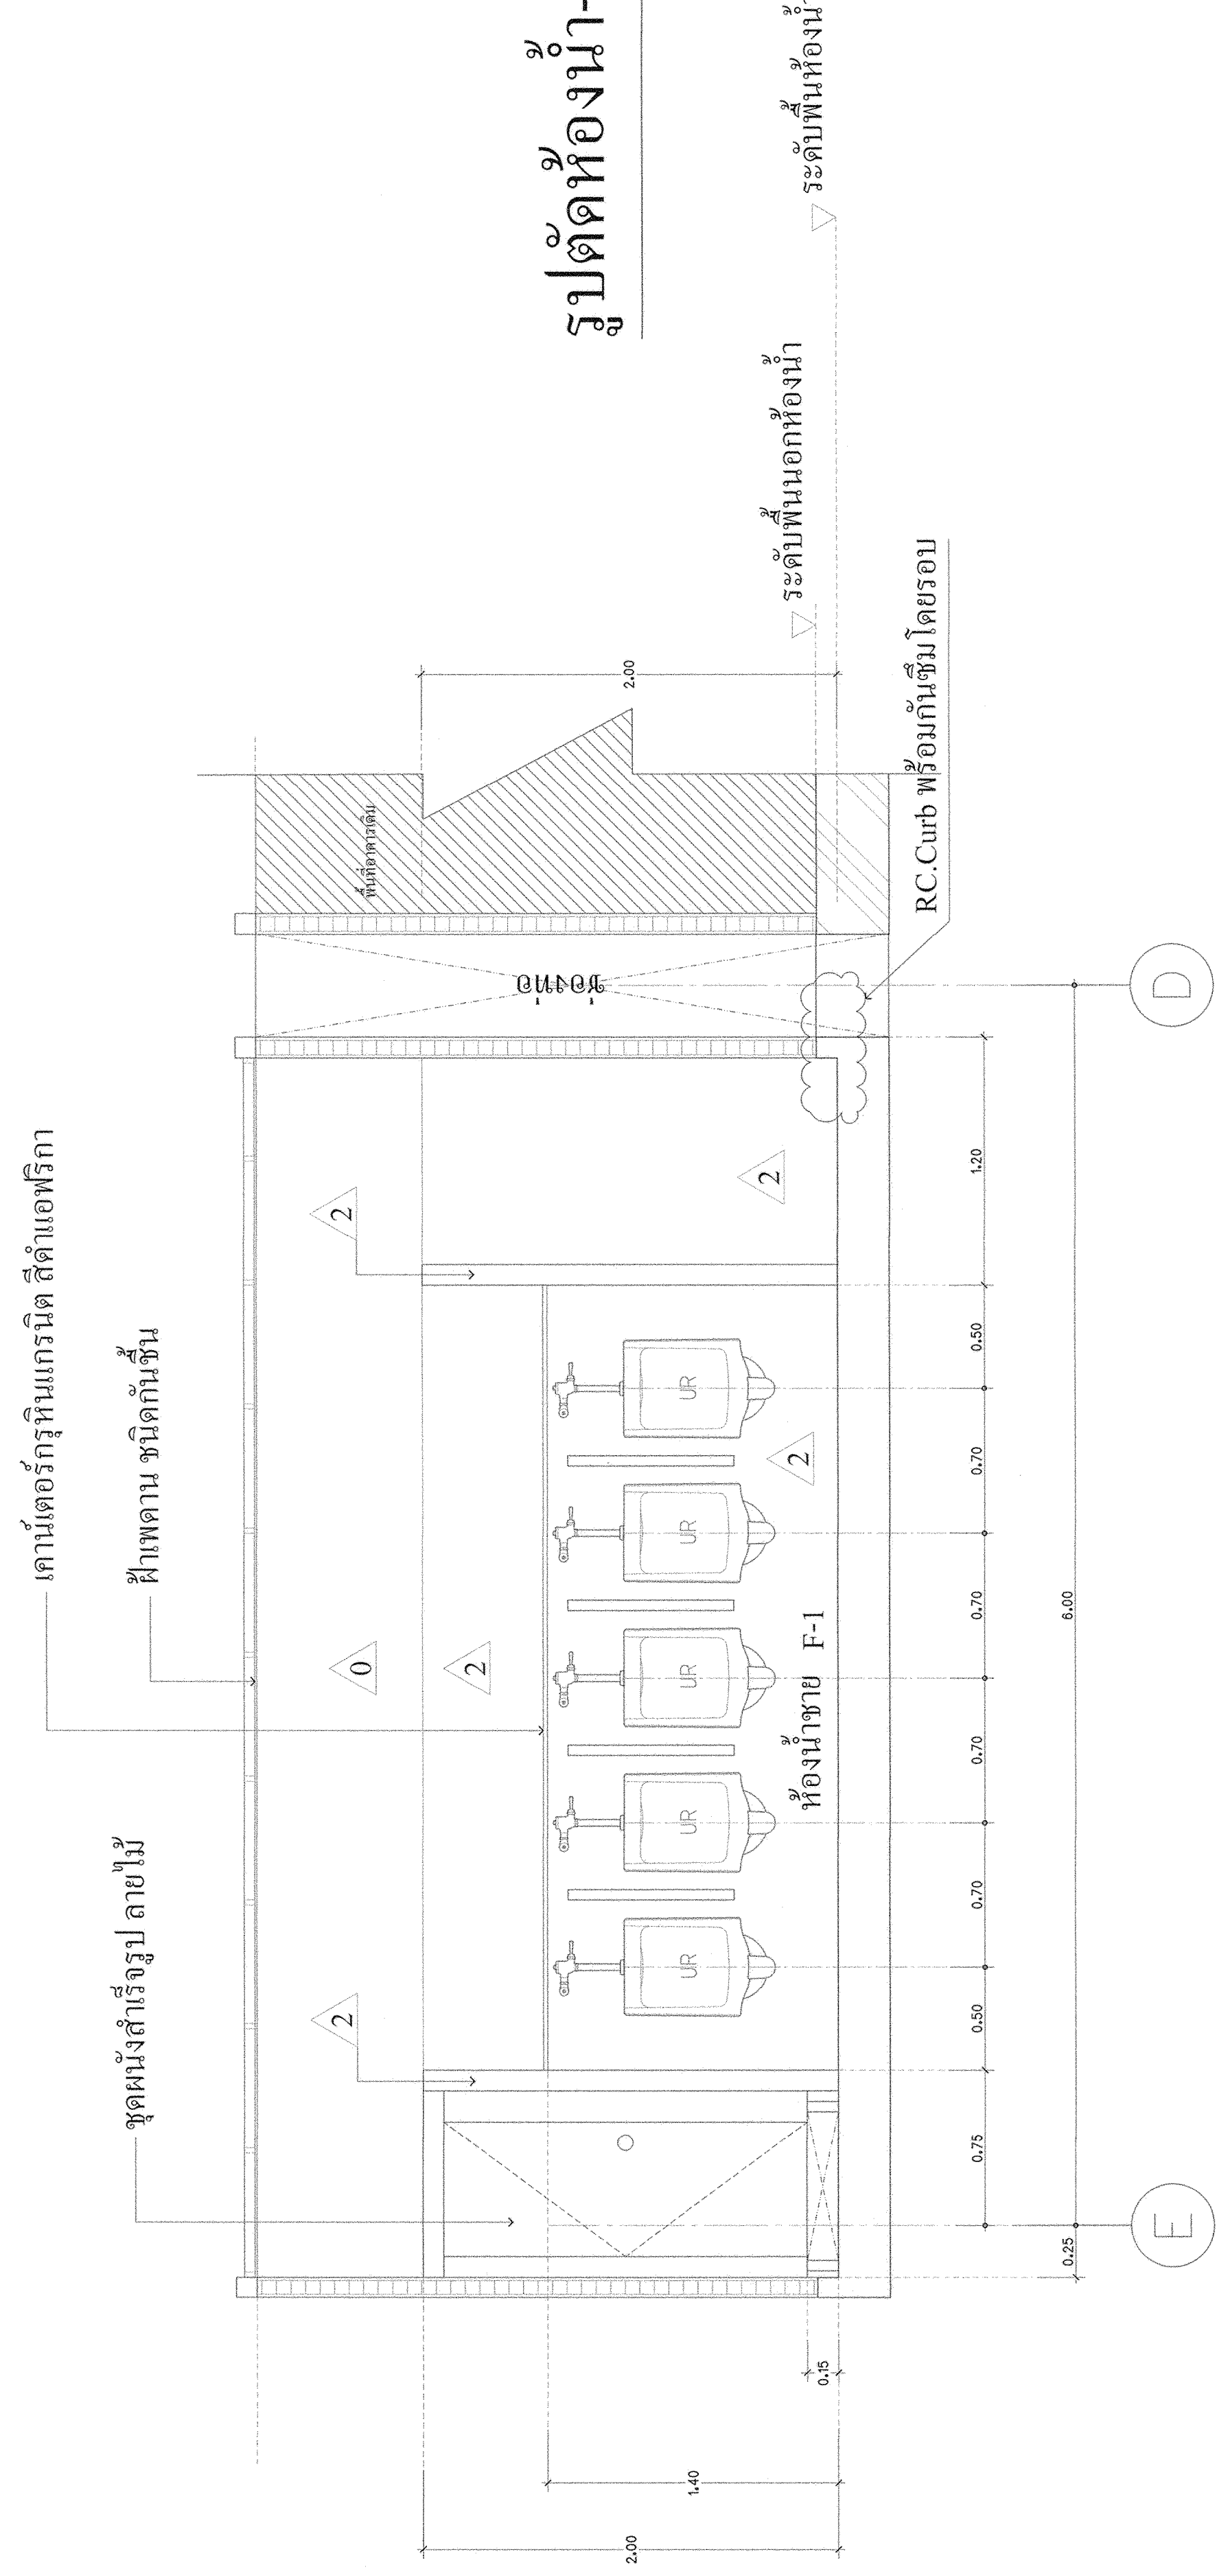 เคาน์เตอร์กรุหินแกรนิต สีดำแอฟริกา
ฝ้าเพดาน ชนิดกันชื้น
ชุดผนังสำเร็จรูป ลายไม้
2
0
2
2
2
2
พื้นที่อาคารเดิม
ช่องท่อ
UR
UR
UR
UR
UR
ห้องน้ำชาย F-1
2.00
1.40
0.15
2.00
ระดับพื้นนอกห้องน้ำ
ระดับพื้นห้องน้ำ
RC.Curb พร้อมกันซึมโดยรอบ
0.75
0.50
0.70
0.70
0.70
0.70
0.50
1.20
0.25
6.00
E
D
รูปตัดห้องน้ำ-